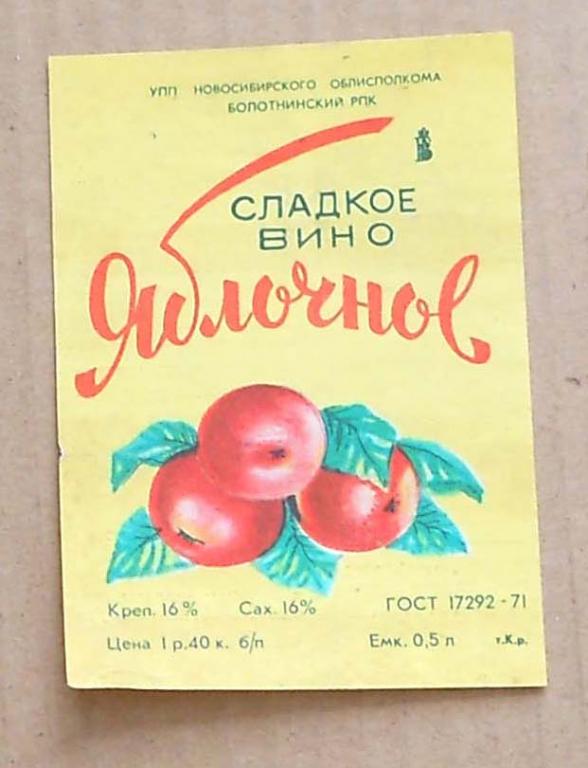 УПП НОВОСИБИРСКОГО ОБЛИСПОЛКОМА
БОЛОТНИНСКИЙ РПК
СЛАДКОЕ
ВИНО
Яблочное
Креп. 16% Сах. 16% ГОСТ 17292-71
Цена 1 р. 40 к. б/п Емк. 0,5 л т.К.р.